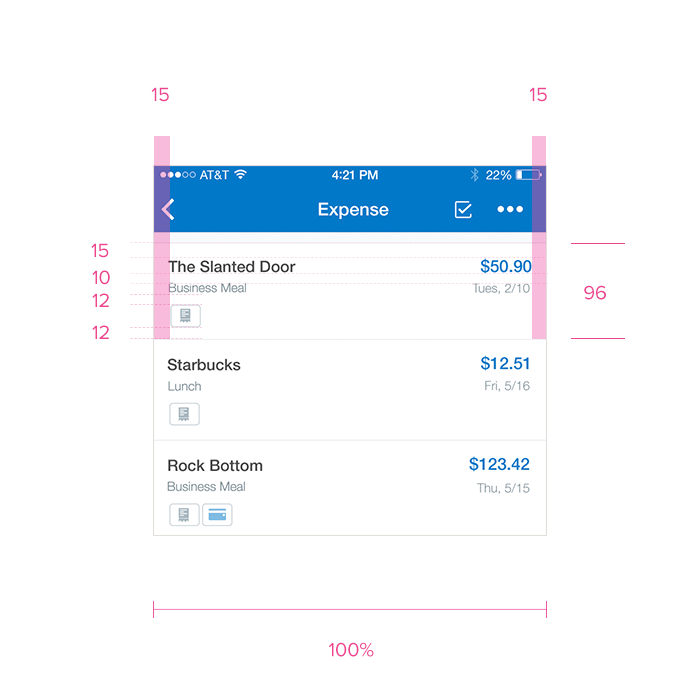 15 15
AT&T 4:21 PM 22%
Expense
15
The Slanted Door $50.90
10
Business Meal Tues, 2/10
96
12
12
Starbucks $12.51
Lunch Fri, 5/16
Rock Bottom $123.42
Business Meal Thu, 5/15
100%